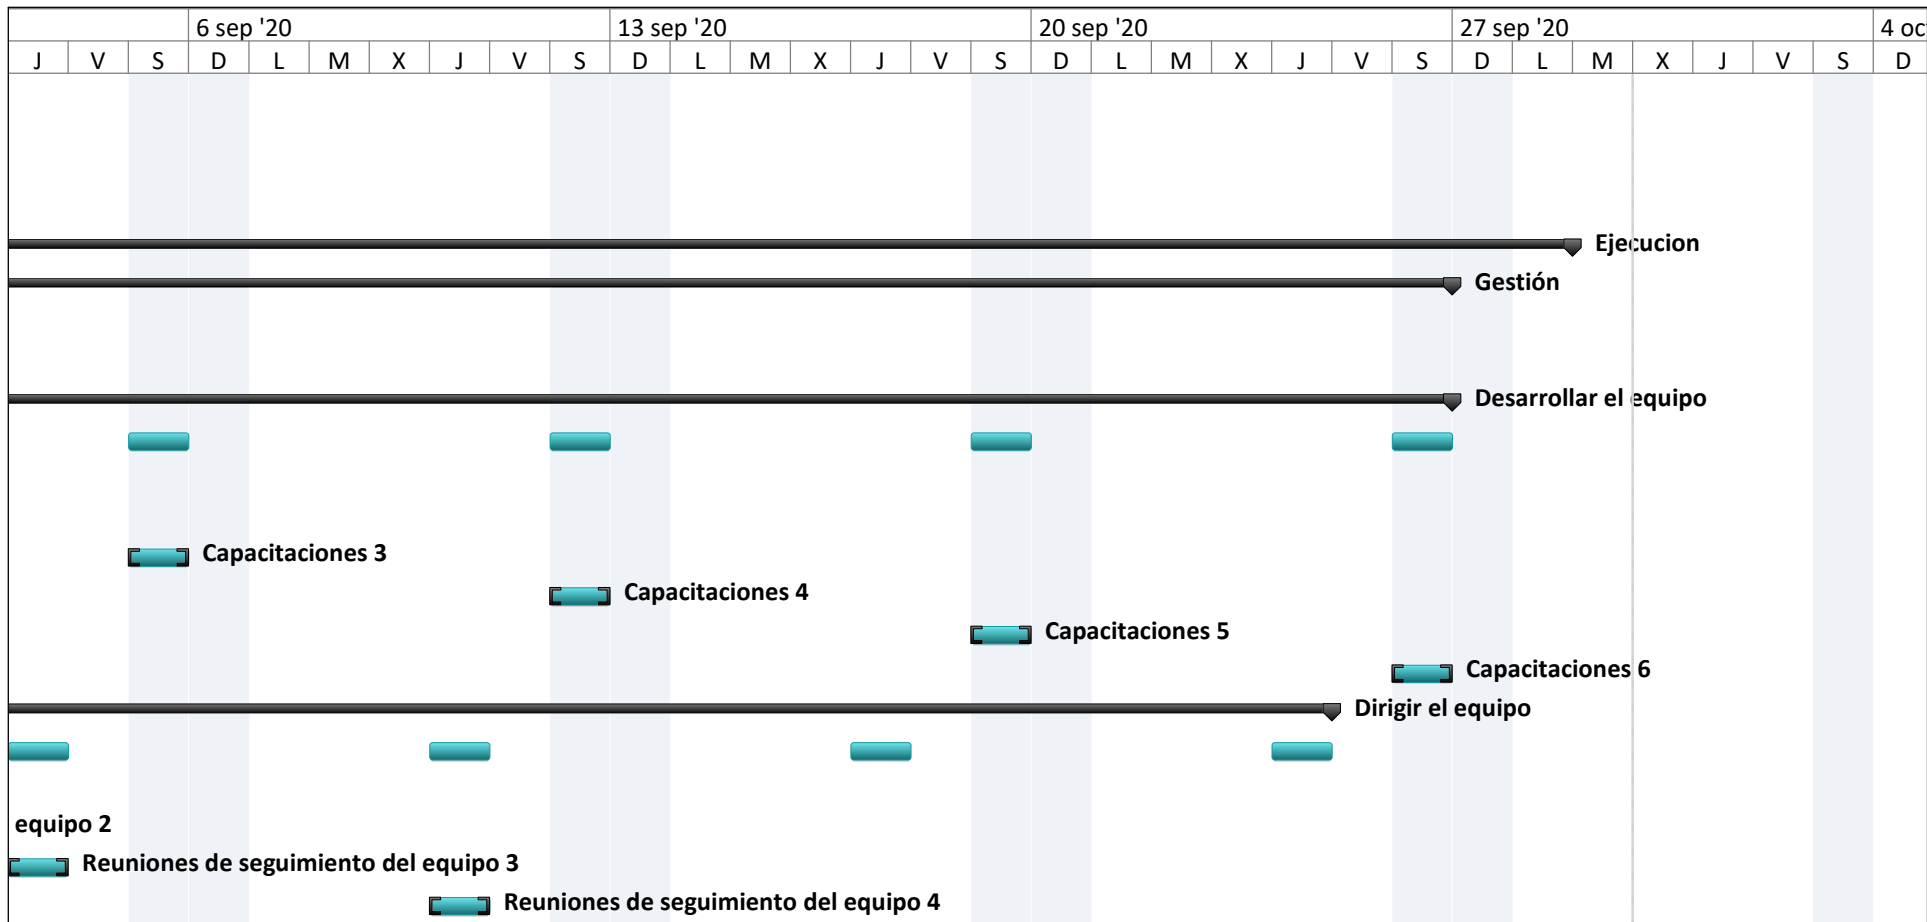 6 sep '20 13 sep '20 20 sep '20 27 sep '20 4 oc
J V S D L M X J V S D L M X J V S D L M X J V S D L M X J V S D
Ejecucion
Gestión
Desarrollar el equipo
Capacitaciones 3
Capacitaciones 4
Capacitaciones 5
Capacitaciones 6
Dirigir el equipo
equipo 2
Reuniones de seguimiento del equipo 3
Reuniones de seguimiento del equipo 4